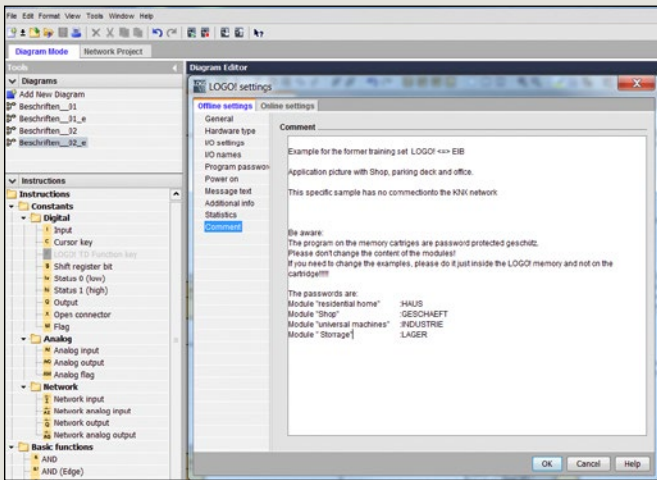 File Edit Format View Tools Window Help
Diagram Mode Network Project
Tools
Diagrams
Add New Diagram
Beschriften__01
Beschriften__01_e
Beschriften__02
Beschriften__02_e
Instructions
Instructions
Constants
Digital
Input
Cursor key
LOGO! TD Function key
Shift register bit
Status 0 (low)
Status 1 (high)
Output
Open connector
Flag
Analog
Analog input
Analog output
Analog flag
Network
Network input
Network analog input
Network output
Network analog output
Basic functions
AND
AND (Edge)
Diagram Editor
LOGO! settings
Offline settings Online settings
General
Hardware type
I/O settings
I/O names
Program password
Power on
Message text
Additional info
Statistics
Comment
Comment
Example for the former training set LOGO! <=> EIB
Application picture with Shop, parking deck and office.
This specific sample has no commectionto the KNX network
Be aware:
The program on the memory cartriges are password protected geschütz.
Please don't change the content of the modules!
If you need to change the examples, please do it just inside the LOGO! memory and not on the
cartridge!!!!!
The passwords are:
Module "residential home" :HAUS
Module "Shop" :GESCHAEFT
Module "universal machines" :INDUSTRIE
Module " Storrage" :LAGER
OK Cancel Help